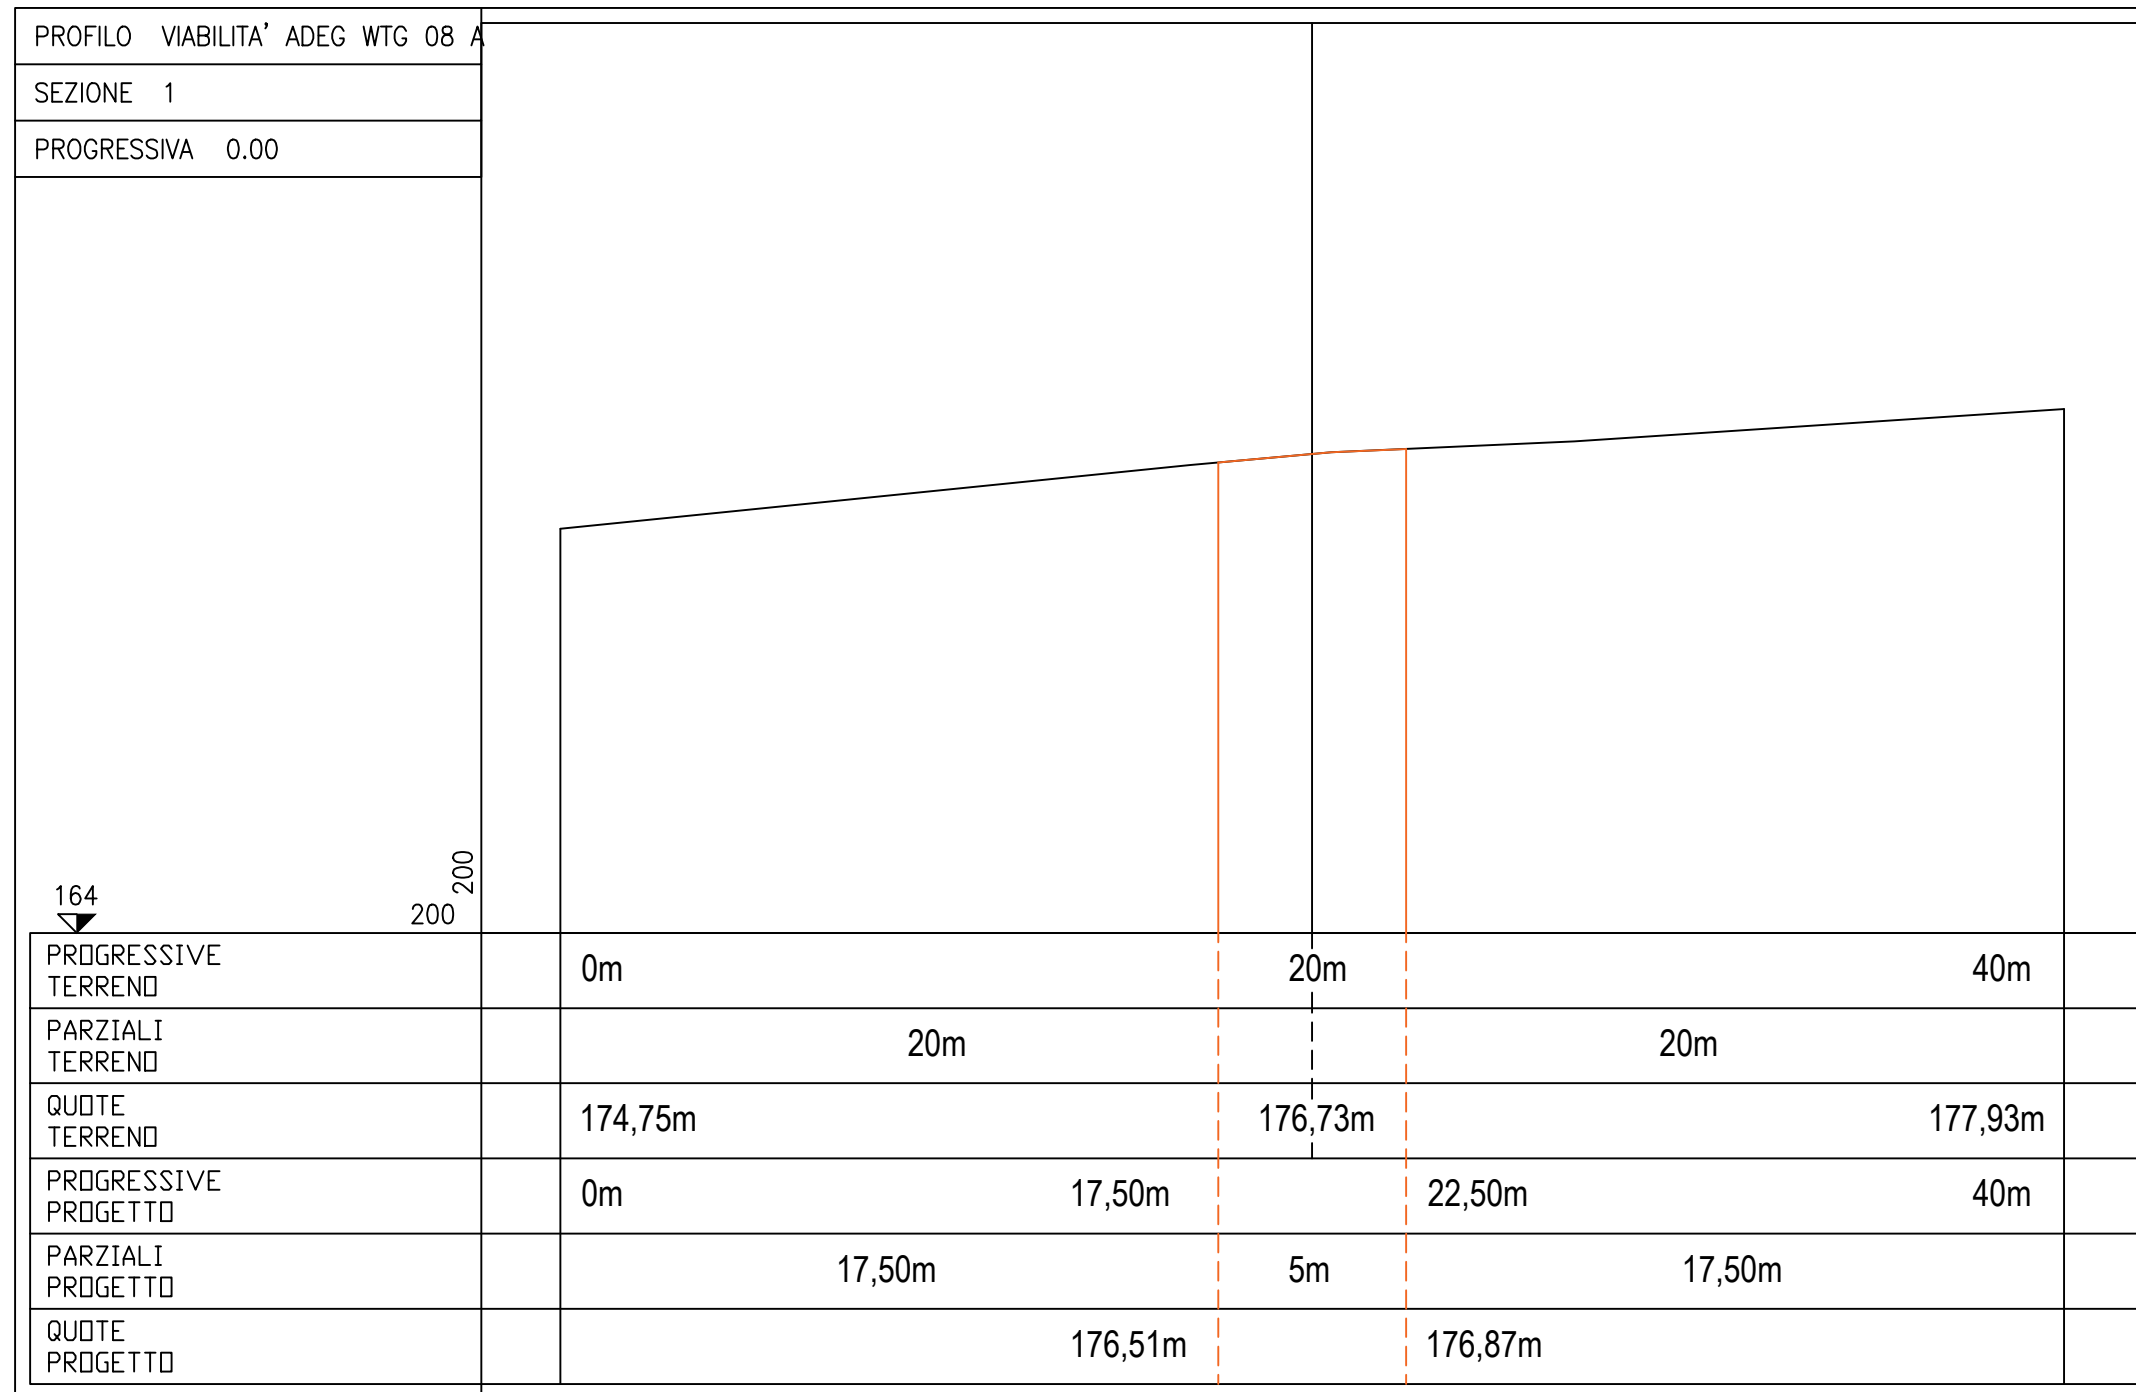 PROFILO VIABILITA' ADEG WTG 08 A
SEZIONE 1
PROGRESSIVA 0.00
200
164
200
PROGRESSIVE
TERRENO
0m 20m 40m
PARZIALI
TERRENO
20m 20m
QUOTE
TERRENO
174,75m 176,73m 177,93m
PROGRESSIVE
PROGETTO
0m 17,50m 22,50m 40m
PARZIALI
PROGETTO
17,50m 5m 17,50m
QUOTE
PROGETTO
176,51m 176,87m